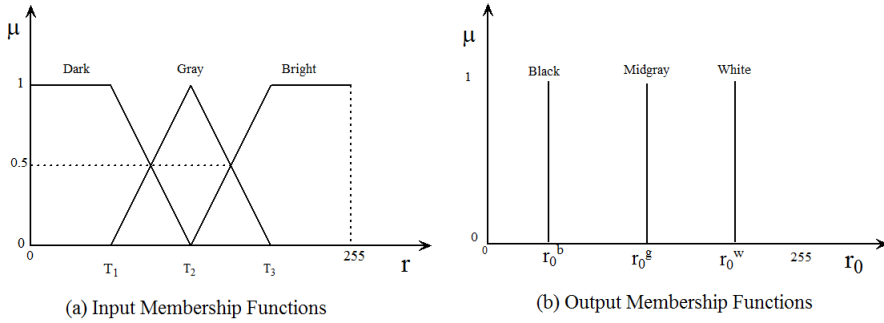 μ
Dark Gray Bright
1
0.5
0
0 T₁ T₂ T₃ 255 r
(a) Input Membership Functions
μ
1
Black Midgray White
0
0 r₀ᵇ r₀ᵍ r₀ʷ 255 r₀
(b) Output Membership Functions